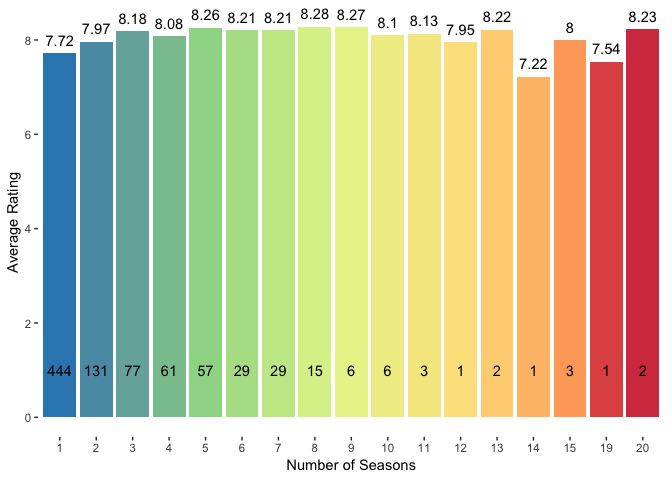 7.72 7.97 8.18 8.08 8.26 8.21 8.21 8.28 8.27 8.1 8.13 7.95 8.22 7.22 8 7.54 8.23
8
6
4
2
0
Average Rating
444 131 77 61 57 29 29 15 6 6 3 1 2 1 3 1 2
1 2 3 4 5 6 7 8 9 10 11 12 13 14 15 19 20
Number of Seasons